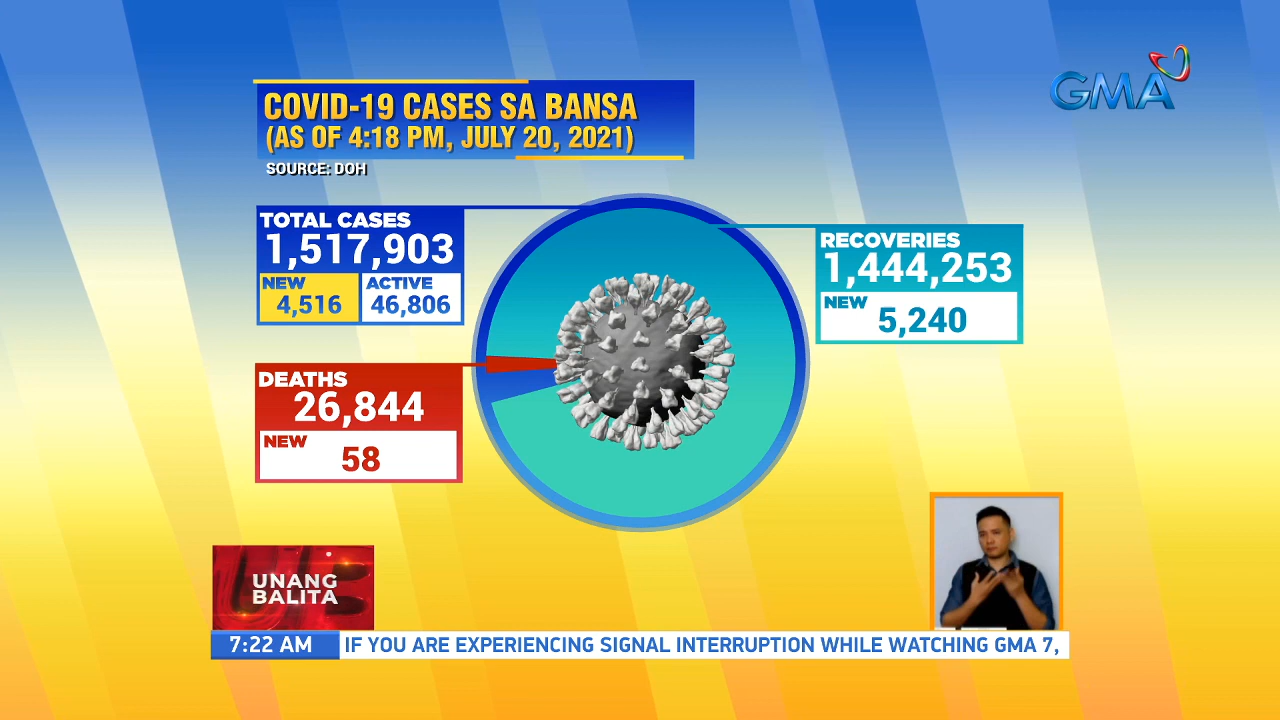 GMA
COVID-19 CASES SA BANSA
(AS OF 4:18 PM, JULY 20, 2021)
SOURCE: DOH
TOTAL CASES
1,517,903
NEW
4,516
ACTIVE
46,806
RECOVERIES
1,444,253
NEW
5,240
DEATHS
26,844
NEW
58
UNANG
BALITA
7:22 AM
IF YOU ARE EXPERIENCING SIGNAL INTERRUPTION WHILE WATCHING GMA 7,